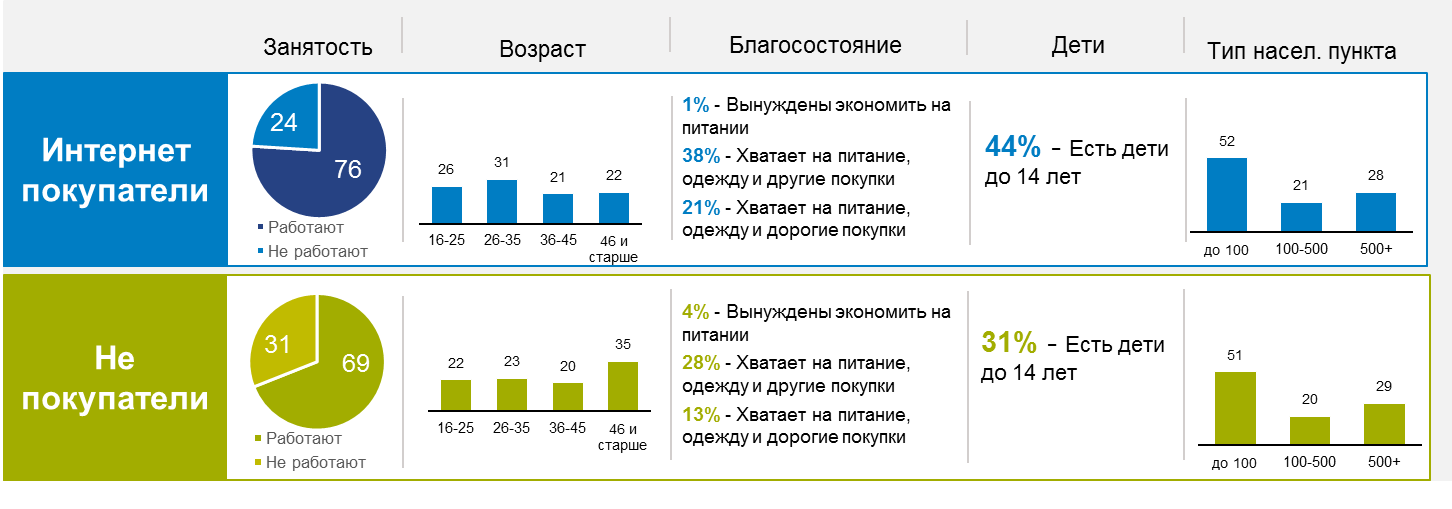 Занятость
Возраст
Благосостояние
Дети
Тип насел. пункта
Интернет
покупатели
24
76
Работают
Не работают
26
31
21
22
16-25
26-35
36-45
46 и
старше
1% - Вынуждены экономить на
питании
38% - Хватает на питание,
одежду и другие покупки
21% - Хватает на питание,
одежду и дорогие покупки
44% - Есть дети
до 14 лет
52
21
28
до 100
100-500
500+
Не
покупатели
31
69
Работают
Не работают
22
23
20
35
16-25
26-35
36-45
46 и
старше
4% - Вынуждены экономить на
питании
28% - Хватает на питание,
одежду и другие покупки
13% - Хватает на питание,
одежду и дорогие покупки
31% - Есть дети
до 14 лет
51
20
29
до 100
100-500
500+